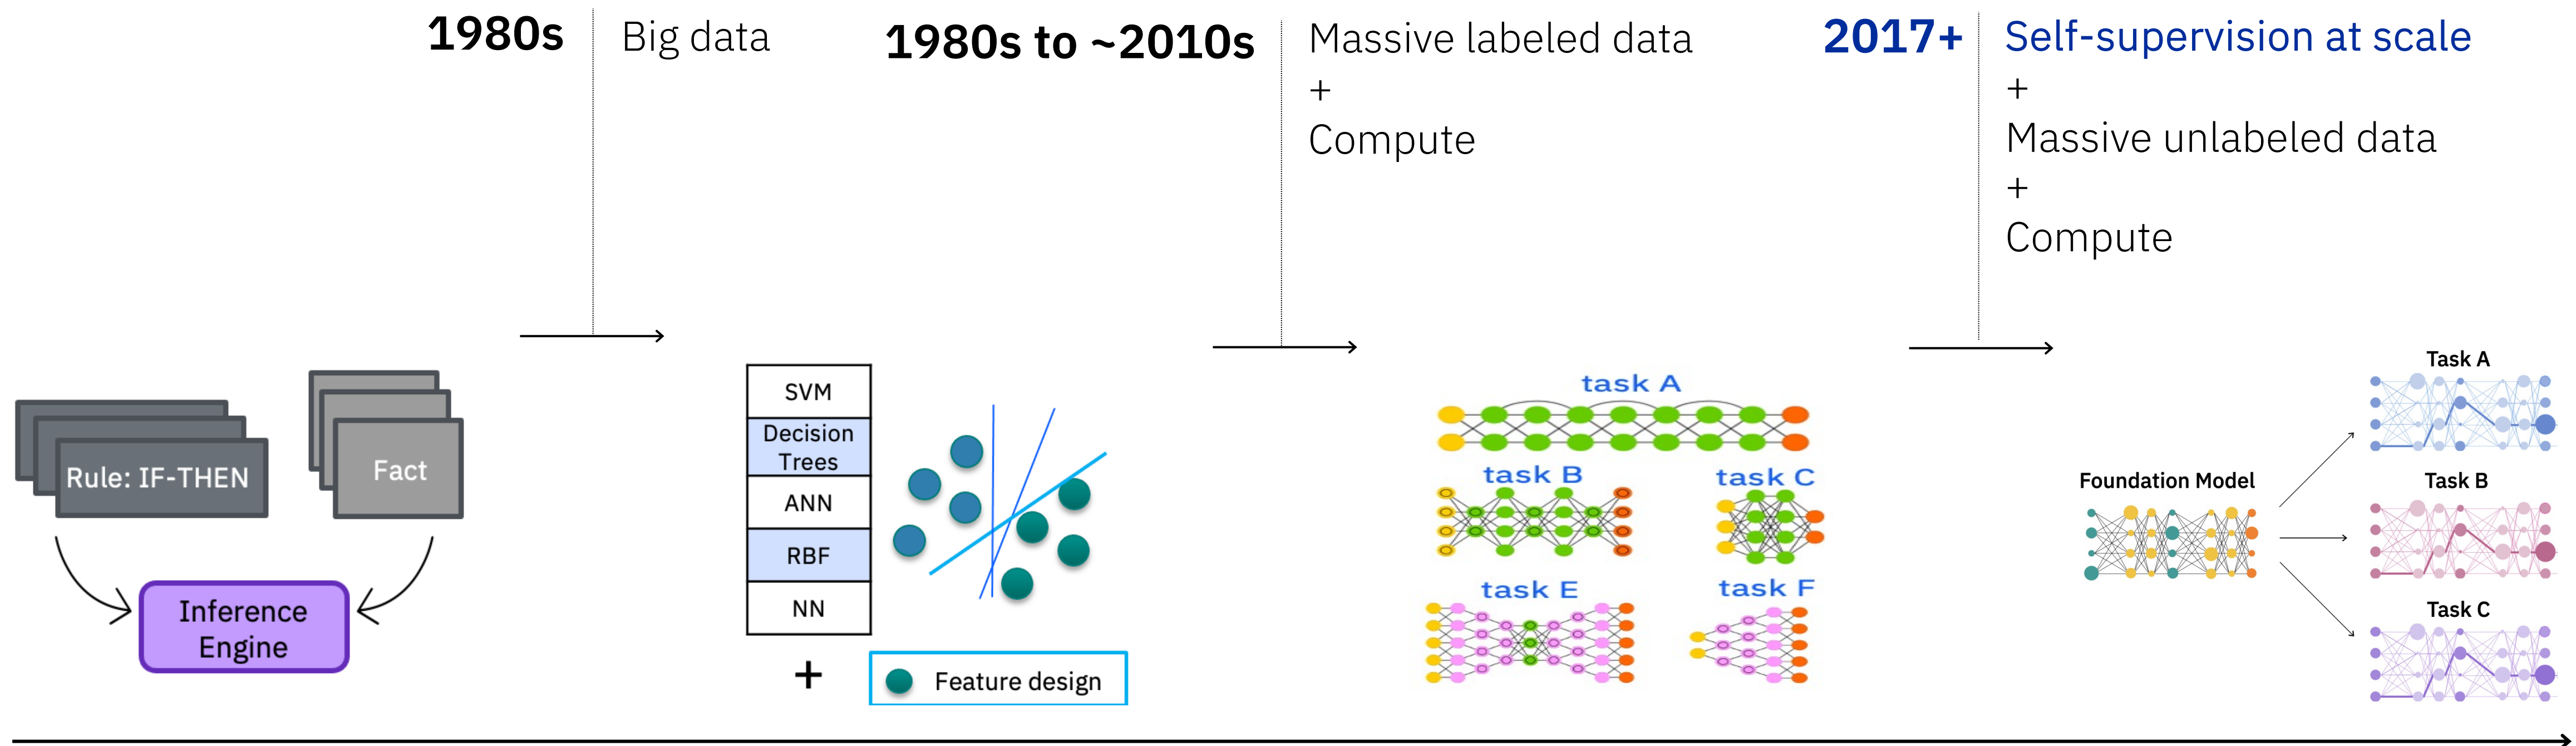 1980s
Big data
1980s to ~2010s
Massive labeled data
+
Compute
2017+
Self-supervision at scale
+
Massive unlabeled data
+
Compute
Rule: IF-THEN
Fact
Inference
Engine
SVM
Decision
Trees
ANN
RBF
NN
+
Feature design
task A
task B
task C
task E
task F
Foundation Model
Task A
Task B
Task C